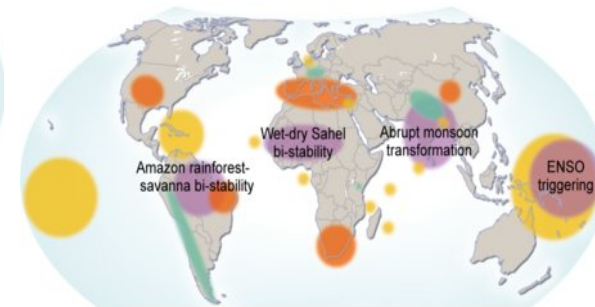 Wet-dry Sahel
bi-stability
Abrupt monsoon
transformation
Amazon rainforest-
savanna bi-stability
ENSO
triggering